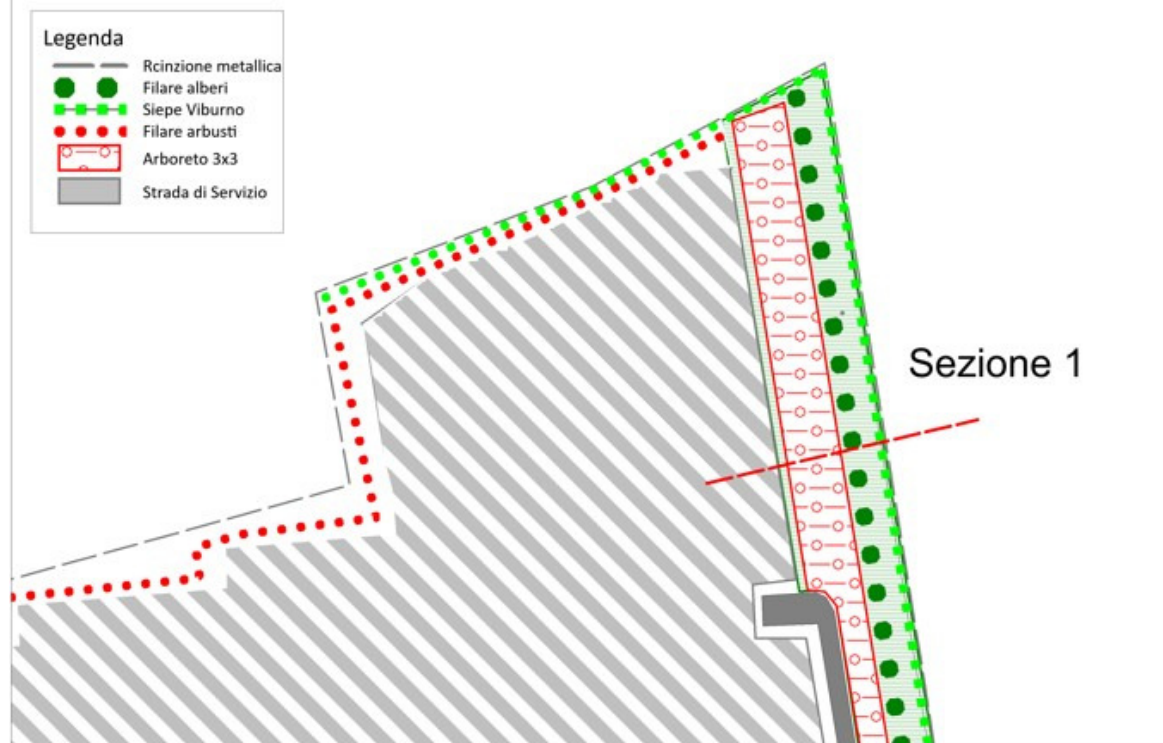 Legenda
Rcinzione metallica
Filare alberi
Siepe Viburno
Filare arbusti
Arboreto 3x3
Strada di Servizio
Sezione 1